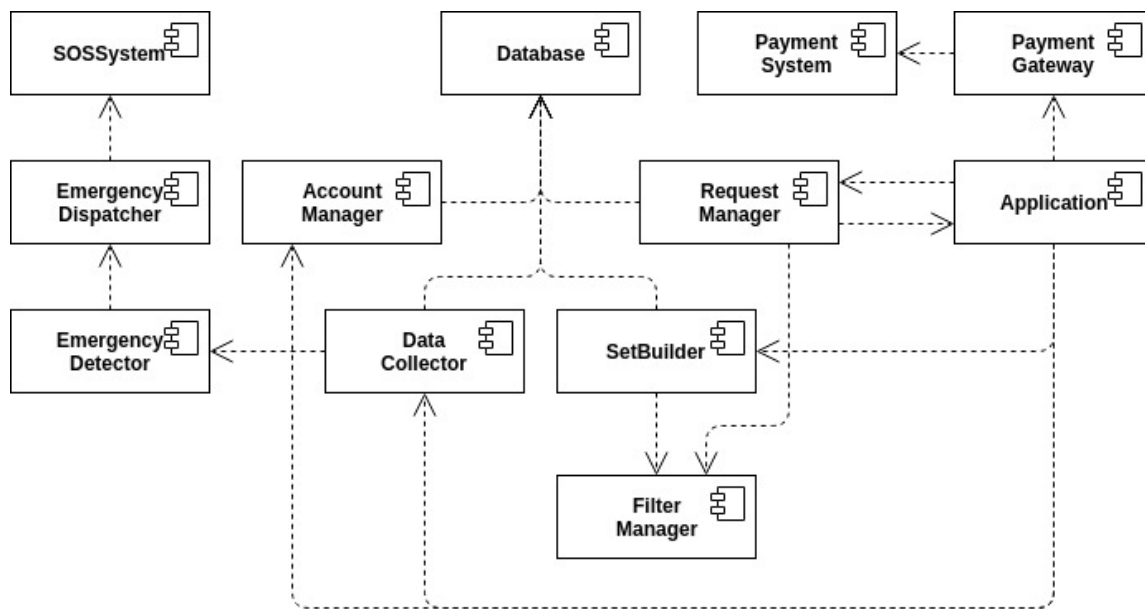 SOSSystem
Database
Payment
System
Payment
Gateway
Emergency
Dispatcher
Account
Manager
Request
Manager
Application
Emergency
Detector
Data
Collector
SetBuilder
Filter
Manager